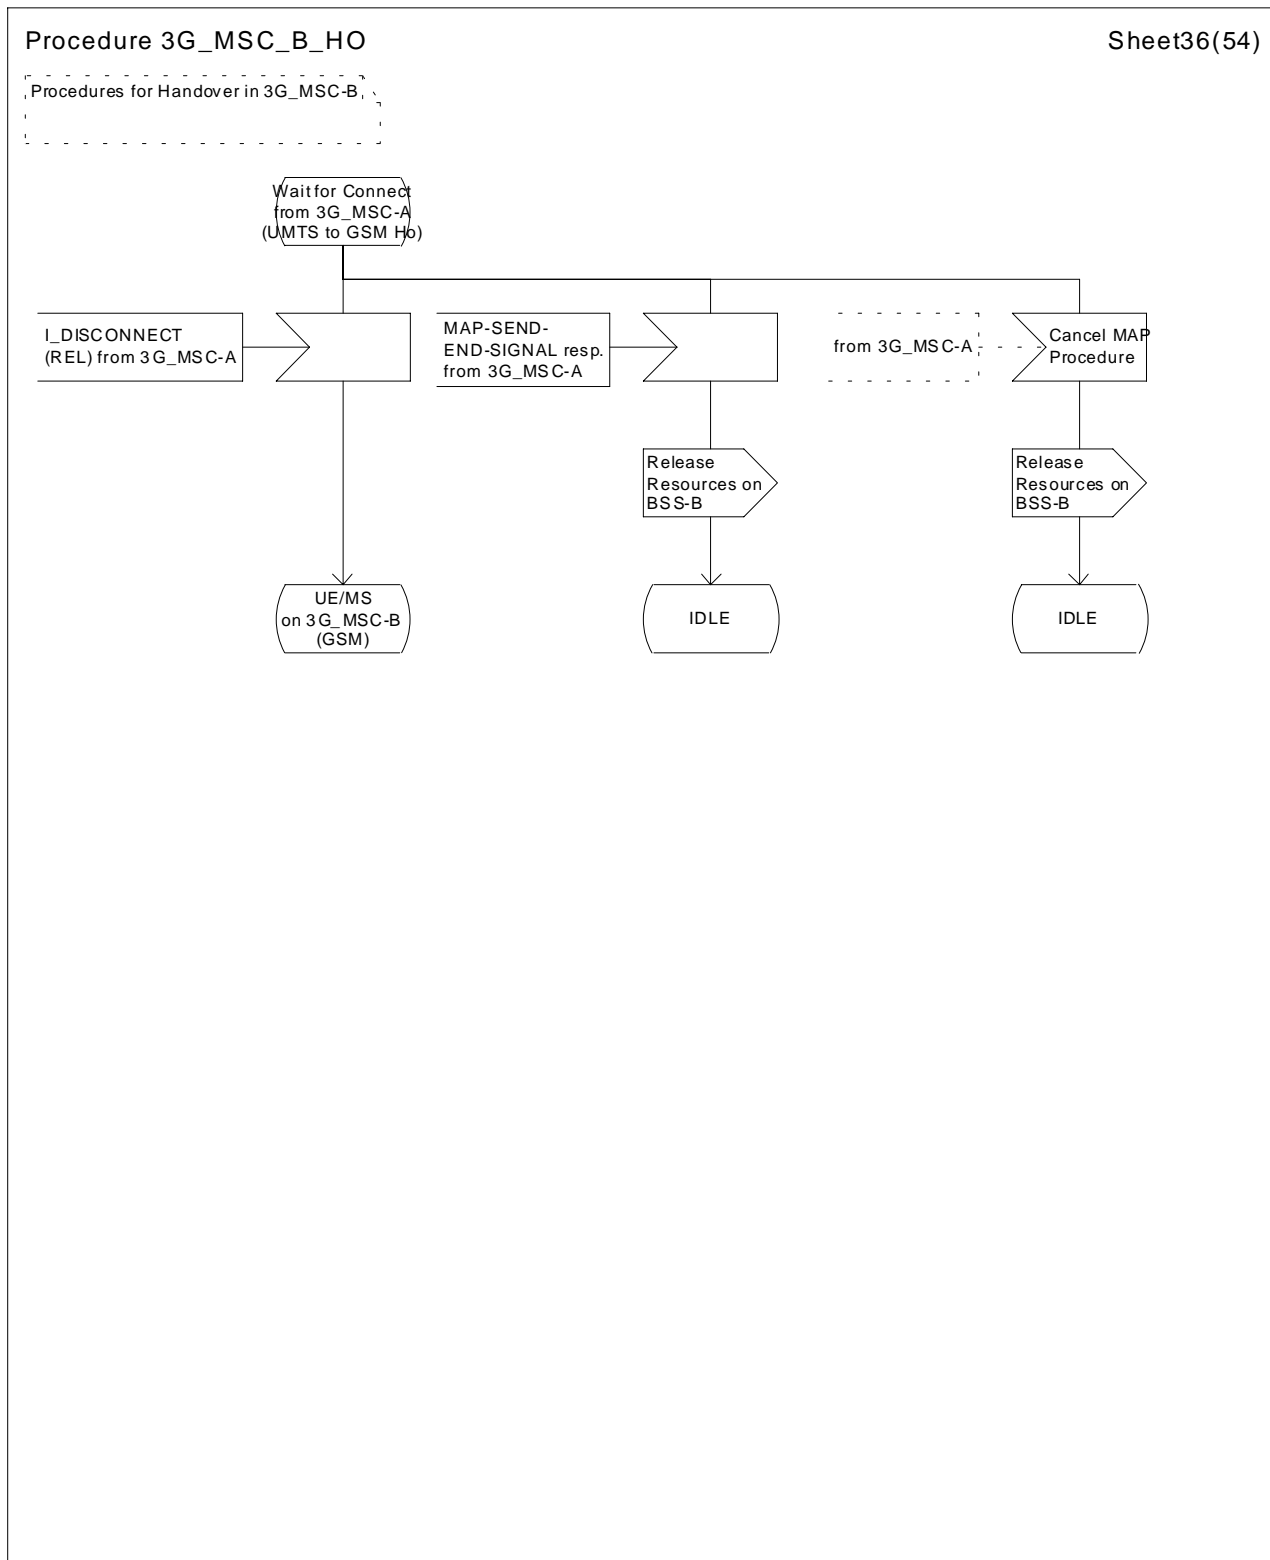 Procedure 3G_MSC_B_HO
Sheet36(54)
Procedures for Handover in 3G_MSC-B
Wait for Connect
from 3G_MSC-A
(UMTS to GSM Ho)
I_DISCONNECT
(REL) from 3G_MSC-A
MAP-SEND-
END-SIGNAL resp.
from 3G_MSC-A
from 3G_MSC-A
Cancel MAP
Procedure
Release
Resources on
BSS-B
Release
Resources on
BSS-B
UE/MS
on 3G_MSC-B
(GSM)
IDLE
IDLE